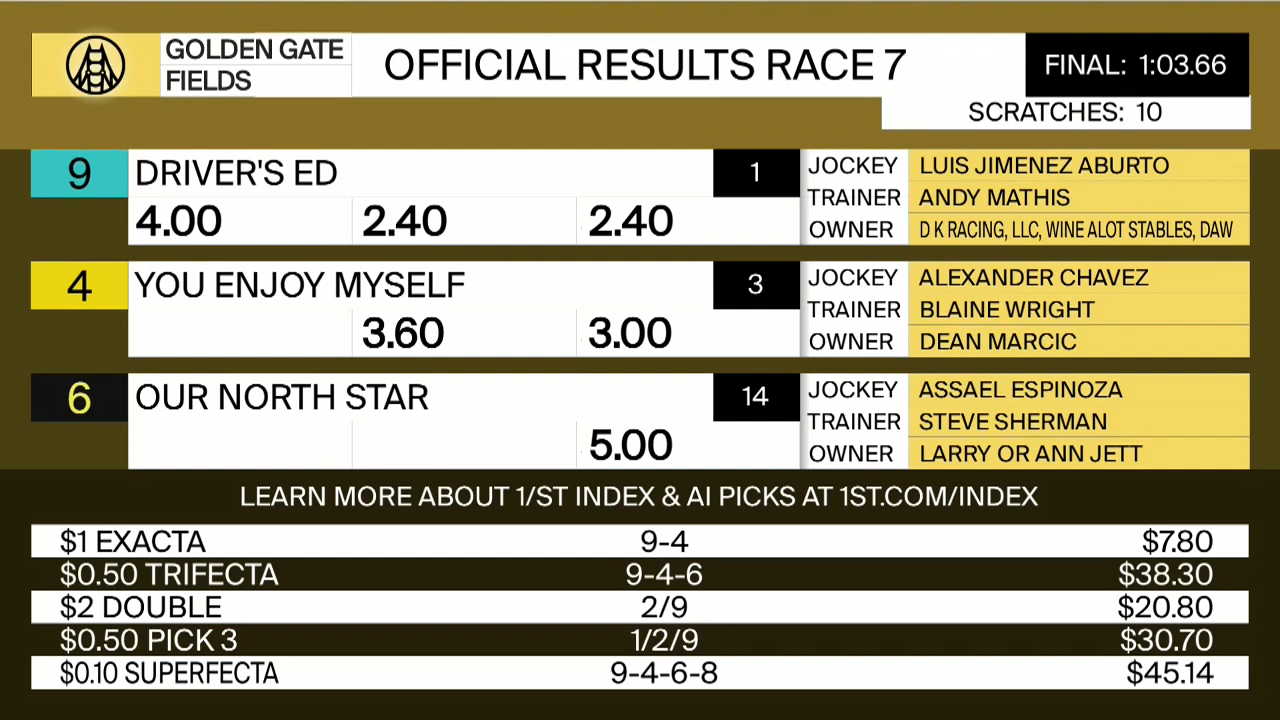 GOLDEN GATE
FIELDS
OFFICIAL RESULTS RACE 7
FINAL: 1:03.66
SCRATCHES: 10
9 DRIVER'S ED 1
4.00 2.40 2.40
JOCKEY LUIS JIMENEZ ABURTO
TRAINER ANDY MATHIS
OWNER D K RACING, LLC, WINE ALOT STABLES, DAW
4 YOU ENJOY MYSELF 3
3.60 3.00
JOCKEY ALEXANDER CHAVEZ
TRAINER BLAINE WRIGHT
OWNER DEAN MARCIC
6 OUR NORTH STAR 14
5.00
JOCKEY ASSAEL ESPINOZA
TRAINER STEVE SHERMAN
OWNER LARRY OR ANN JETT
LEARN MORE ABOUT 1/ST INDEX & AI PICKS AT 1ST.COM/INDEX
$1 EXACTA 9-4 $7.80
$0.50 TRIFECTA 9-4-6 $38.30
$2 DOUBLE 2/9 $20.80
$0.50 PICK 3 1/2/9 $30.70
$0.10 SUPERFECTA 9-4-6-8 $45.14